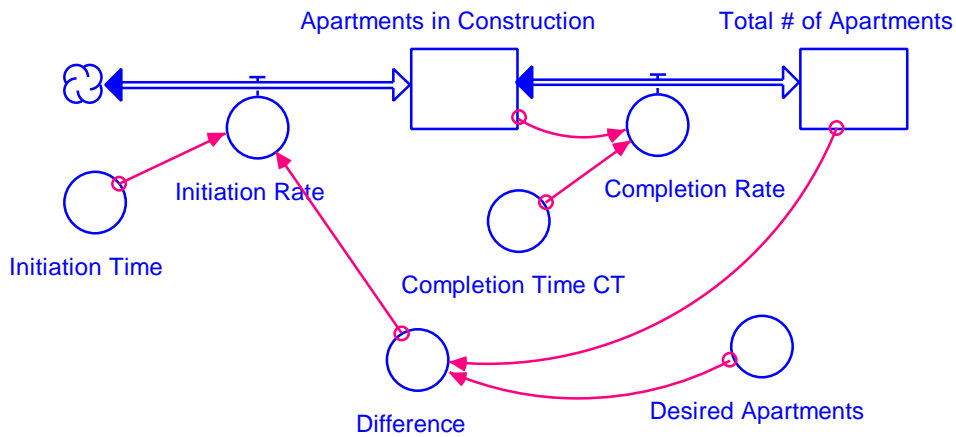 Apartments in Construction
Total # of Apartments
Initiation Rate
Completion Rate
Initiation Time
Completion Time CT
Difference
Desired Apartments